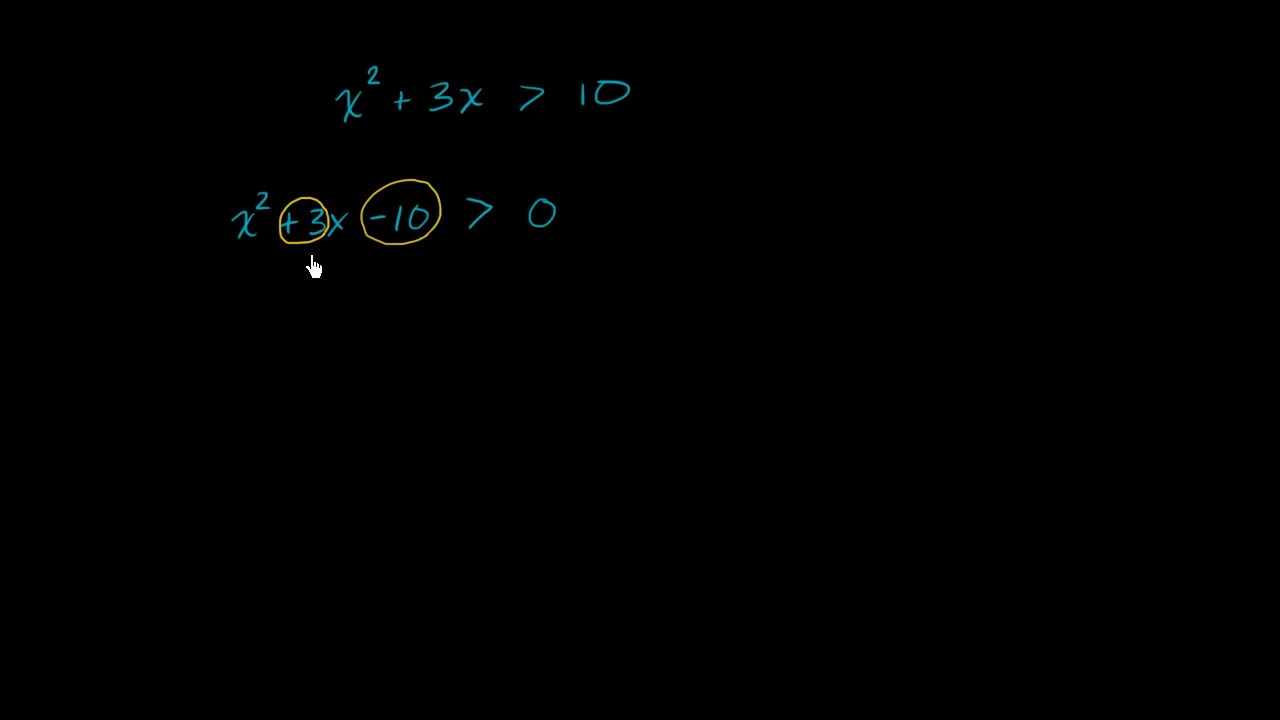 x² + 3x > 10
x² +3x -10 > 0